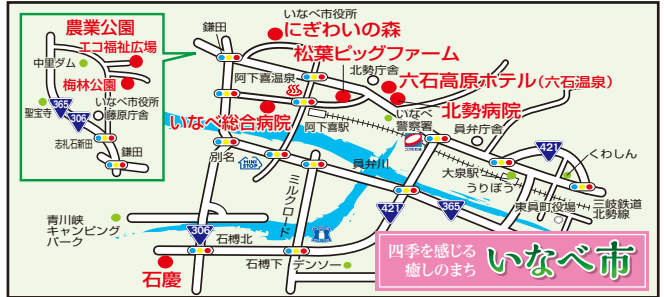 農業公園
エコ福祉広場
中里ダム
梅林公園
いなべ市役所
藤原庁舎
365
306
聖宝寺
志礼石新田
鎌田
鎌田
いなべ市役所
にぎわいの森
松葉ピッグファーム
阿下喜温泉
北勢庁舎
六石高原ホテル(六石温泉)
いなべ総合病院
阿下喜駅
いなべ
警察署
北勢病院
員弁庁舎
421
くわしん
別名
MINI
STOP
ミルクロード
員弁川
大泉駅
うりぼう
東員町役場
三岐鉄道
北勢線
421
365
青川峡
キャンピング
パーク
306
石榑北
石榑下
デンソー
石慶
四季を感じる
癒しのまち
いなべ市